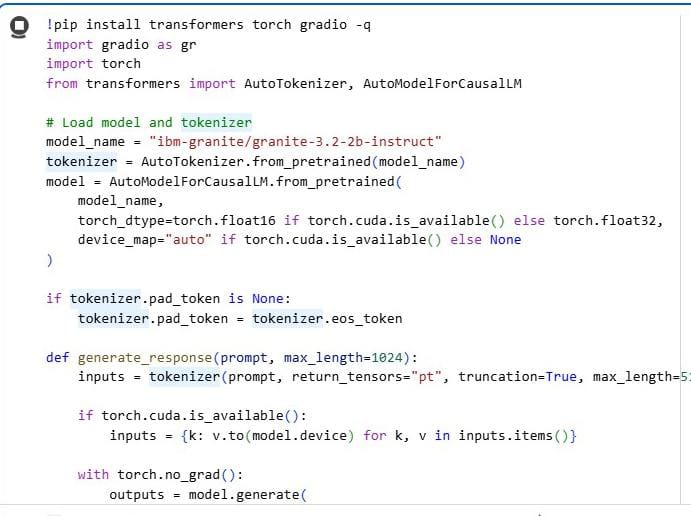 !pip install transformers torch gradio -q
import gradio as gr
import torch
from transformers import AutoTokenizer, AutoModelForCausalLM

# Load model and tokenizer
model_name = "ibm-granite/granite-3.2-2b-instruct"
tokenizer = AutoTokenizer.from_pretrained(model_name)
model = AutoModelForCausalLM.from_pretrained(
    model_name,
    torch_dtype=torch.float16 if torch.cuda.is_available() else torch.float32,
    device_map="auto" if torch.cuda.is_available() else None
)

if tokenizer.pad_token is None:
    tokenizer.pad_token = tokenizer.eos_token

def generate_response(prompt, max_length=1024):
    inputs = tokenizer(prompt, return_tensors="pt", truncation=True, max_length=5

    if torch.cuda.is_available():
        inputs = {k: v.to(model.device) for k, v in inputs.items()}

    with torch.no_grad():
        outputs = model.generate(